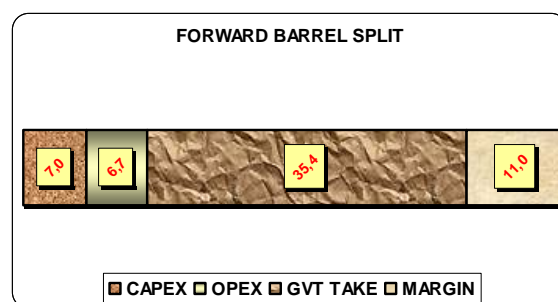 FORWARD BARREL SPLIT
7,0 6,7 35,4 11,0
CAPEX OPEX GVT TAKE MARGIN